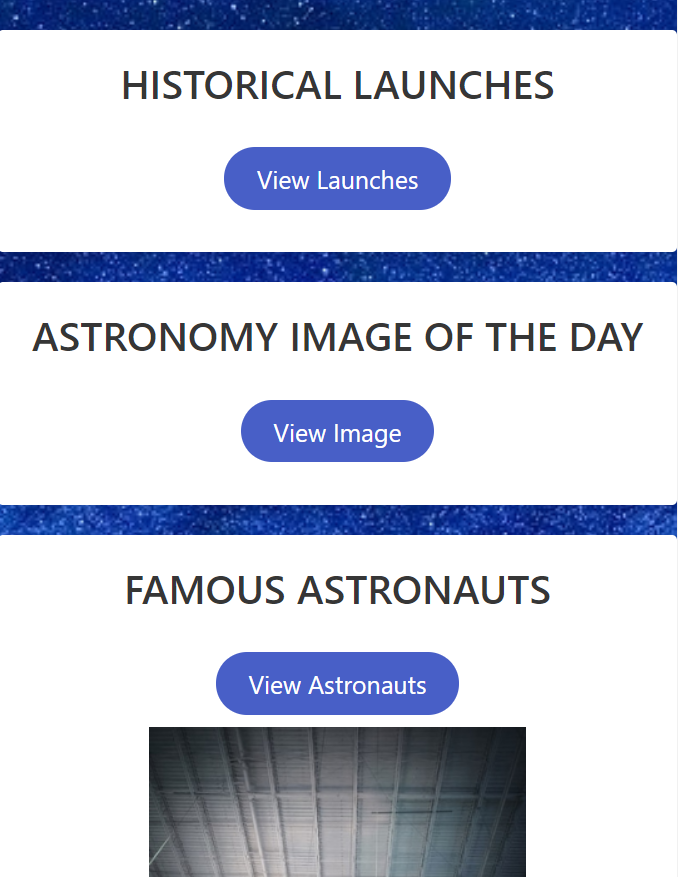 HISTORICAL LAUNCHES
View Launches
ASTRONOMY IMAGE OF THE DAY
View Image
FAMOUS ASTRONAUTS
View Astronauts